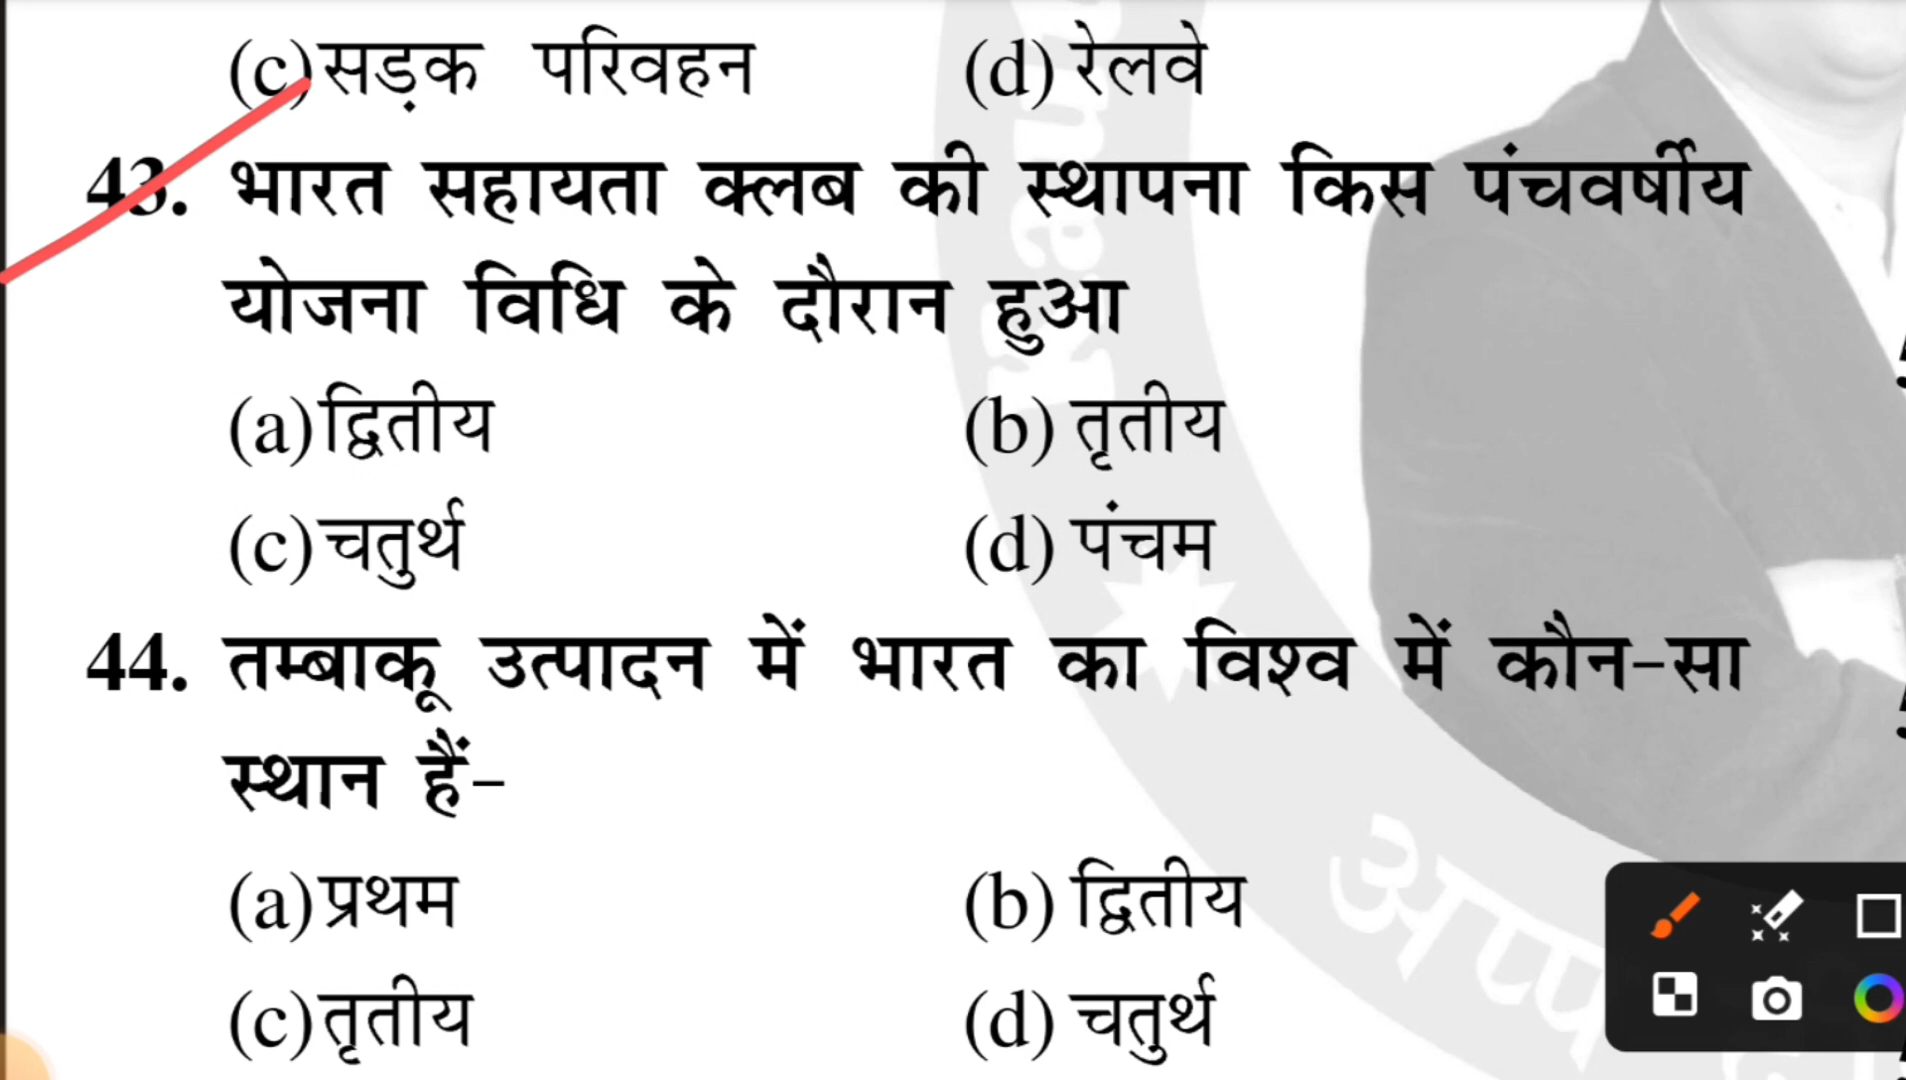 (c) सड़क परिवहन (d) रेलवे
43. भारत सहायता क्लब की स्थापना किस पंचवर्षीय
योजना विधि के दौरान हुआ
(a) द्वितीय (b) तृतीय
(c) चतुर्थ (d) पंचम
44. तम्बाकू उत्पादन में भारत का विश्व में कौन-सा
स्थान हैं-
(a) प्रथम (b) द्वितीय
(c) तृतीय (d) चतुर्थ